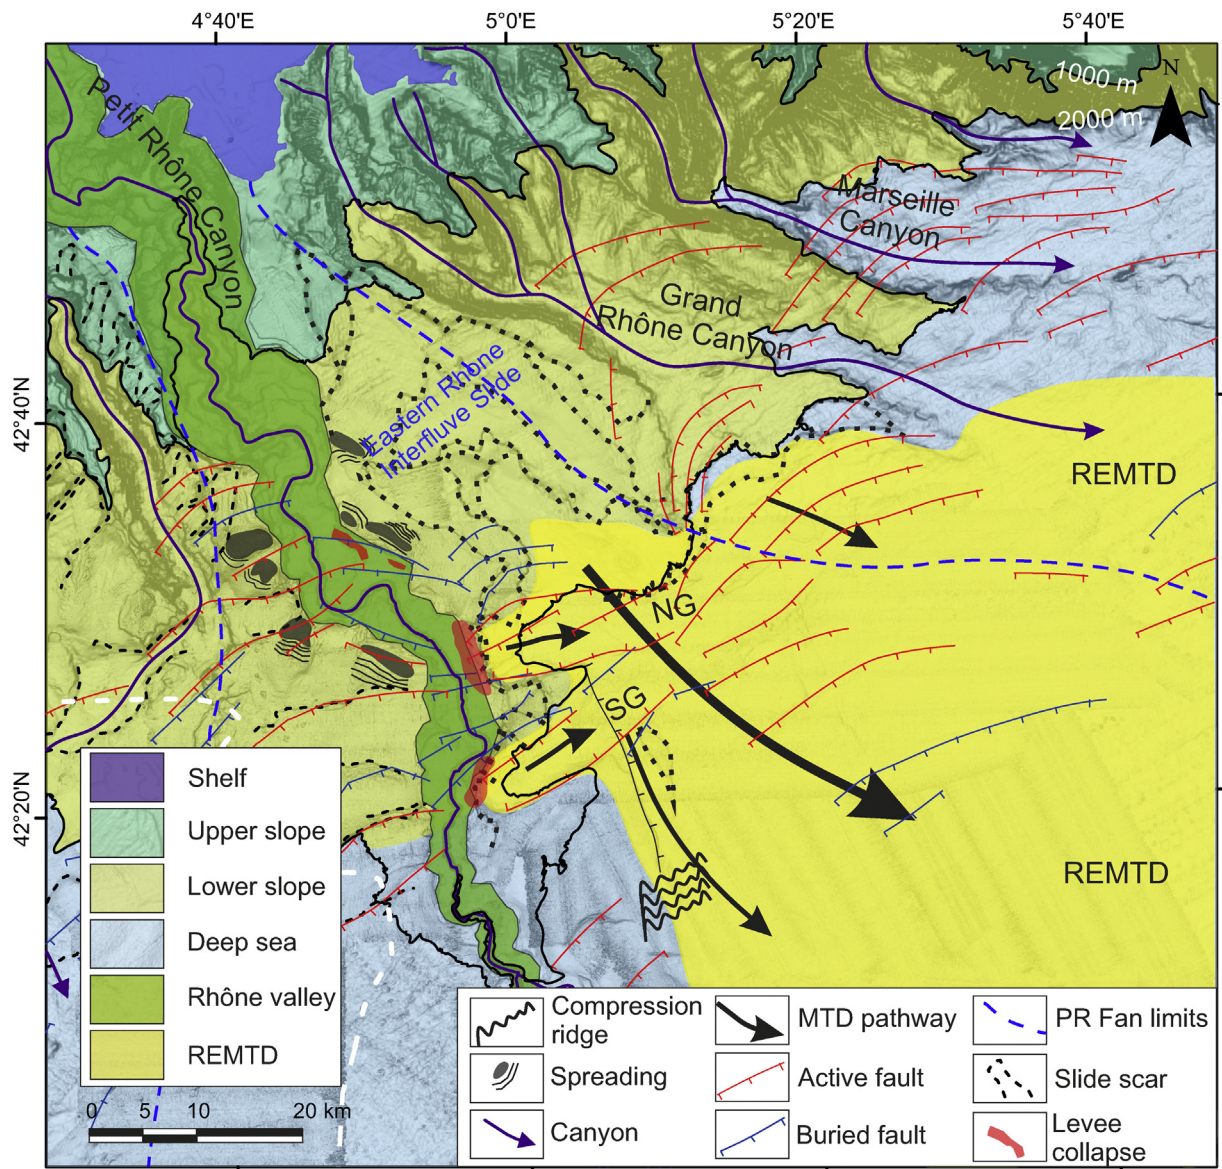 4°40'E
5°0'E
5°20'E
5°40'E
42°40'N
42°20'N
N
1000 m
2000 m
Petit Rhône Canyon
Marseille
Canyon
Grand
Rhône Canyon
Eastern Rhône
Interfluve Slide
REMTD
NG
SG
REMTD
Shelf
Upper slope
Lower slope
Deep sea
Rhône valley
REMTD
0 5 10 20 km
Compression
ridge
Spreading
Canyon
MTD pathway
Active fault
Buried fault
PR Fan limits
Slide scar
Levee
collapse